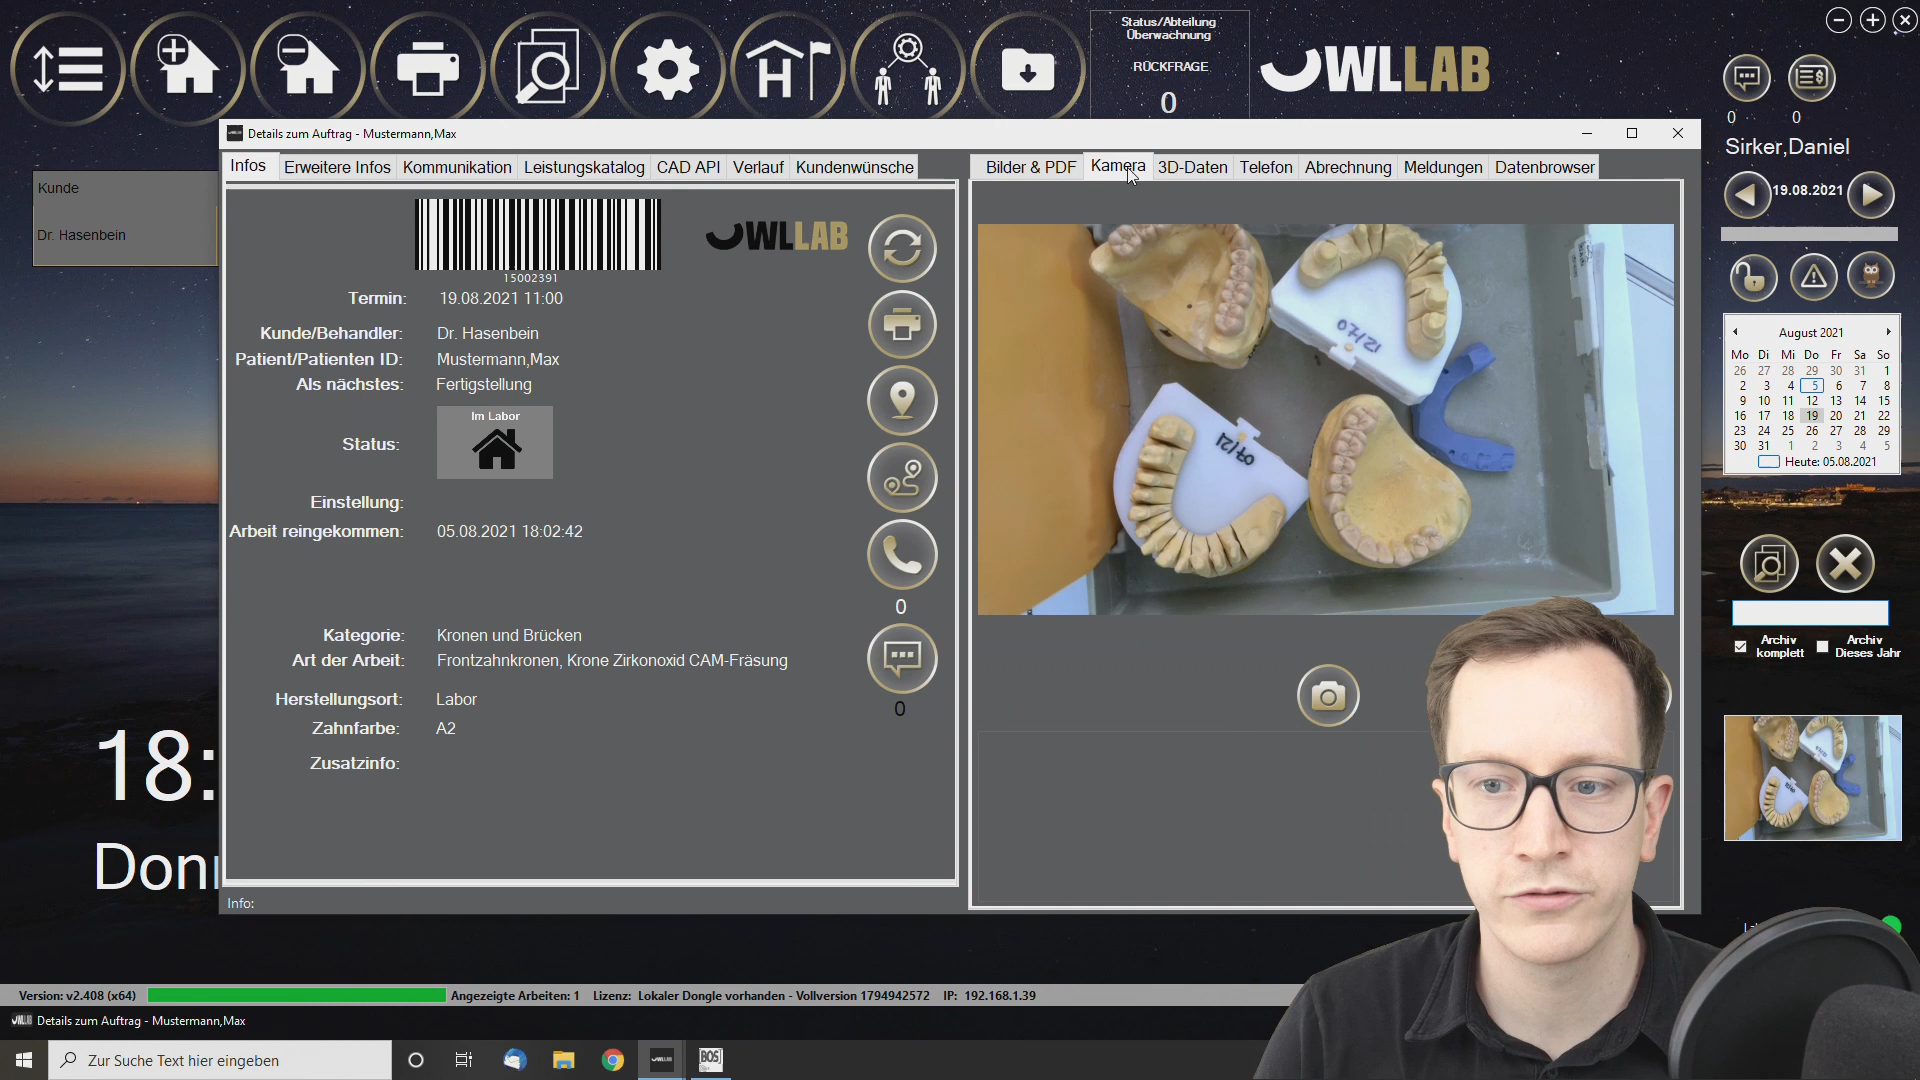 Status/Abteilung
Überwachnung
RÜCKFRAGE
0
WLLAB
0
0
Sirker,Daniel
19.08.2021
Details zum Auftrag - Mustermann,Max
Kunde
Dr. Hasenbein
Infos
Erweitere Infos
Kommunikation
Leistungskatalog
CAD API
Verlauf
Kundenwünsche
Bilder & PDF
Kamera
3D-Daten
Telefon
Abrechnung
Meldungen
Datenbrowser
15002391
WLLAB
Termin: 19.08.2021 11:00
Kunde/Behandler: Dr. Hasenbein
Patient/Patienten ID: Mustermann,Max
Als nächstes: Fertigstellung
Im Labor
Status:
Einstellung:
Arbeit reingekommen: 05.08.2021 18:02:42
0
Kategorie: Kronen und Brücken
Art der Arbeit: Frontzahnkronen, Krone Zirkonoxid CAM-Fräsung
Herstellungsort: Labor
0
Zahnfarbe: A2
Zusatzinfo:
Info:
12/20
07/21
August 2021
Mo Di Mi Do Fr Sa So
26 27 28 29 30 31 1
2 3 4 5 6 7 8
9 10 11 12 13 14 15
16 17 18 19 20 21 22
23 24 25 26 27 28 29
30 31 1 2 3 4 5
Heute: 05.08.2021
Archiv
komplett
Archiv
Dieses Jahr
18:
Don
Version: v2.408 (x64)
Angezeigte Arbeiten: 1 Lizenz: Lokaler Dongle vorhanden - Vollversion 1794942572 IP: 192.168.1.39
Details zum Auftrag - Mustermann,Max
Zur Suche Text hier eingeben
BOS